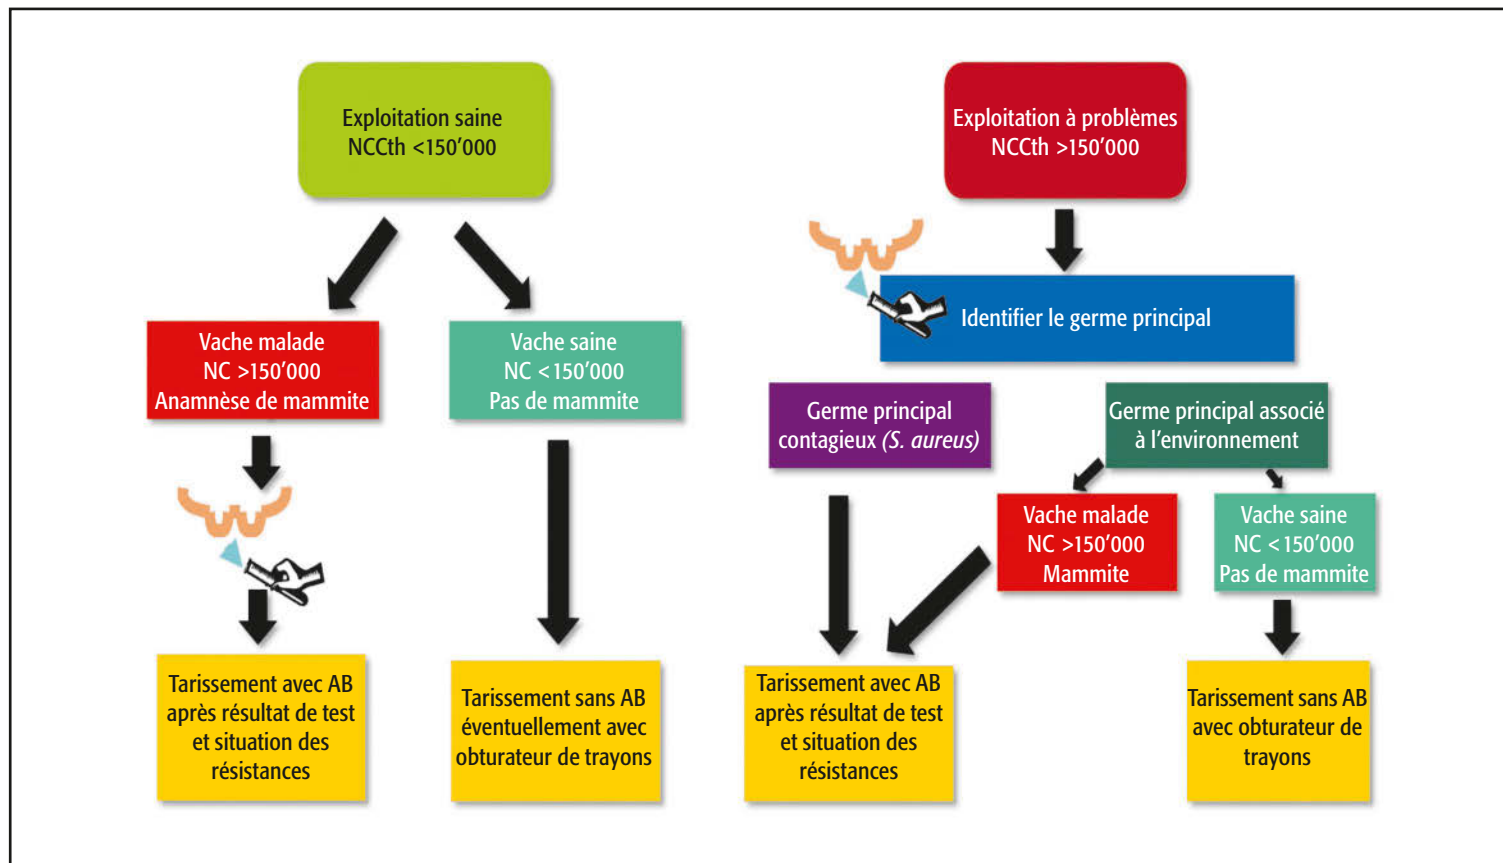 Exploitation saine
NCCth <150’000
Exploitation à problèmes
NCCth >150’000
Identifier le germe principal
Vache malade
NC >150’000
Anamnèse de mammite
Vache saine
NC <150’000
Pas de mammite
Germe principal
contagieux (S. aureus)
Germe principal associé
à l’environnement
Vache malade
NC >150’000
Mammite
Vache saine
NC <150’000
Pas de mammite
Tarissement avec AB
après résultat de test
et situation des
résistances
Tarissement sans AB
éventuellement avec
obturateur de trayons
Tarissement avec AB
après résultat de test
et situation des
résistances
Tarissement sans AB
avec obturateur de
trayons